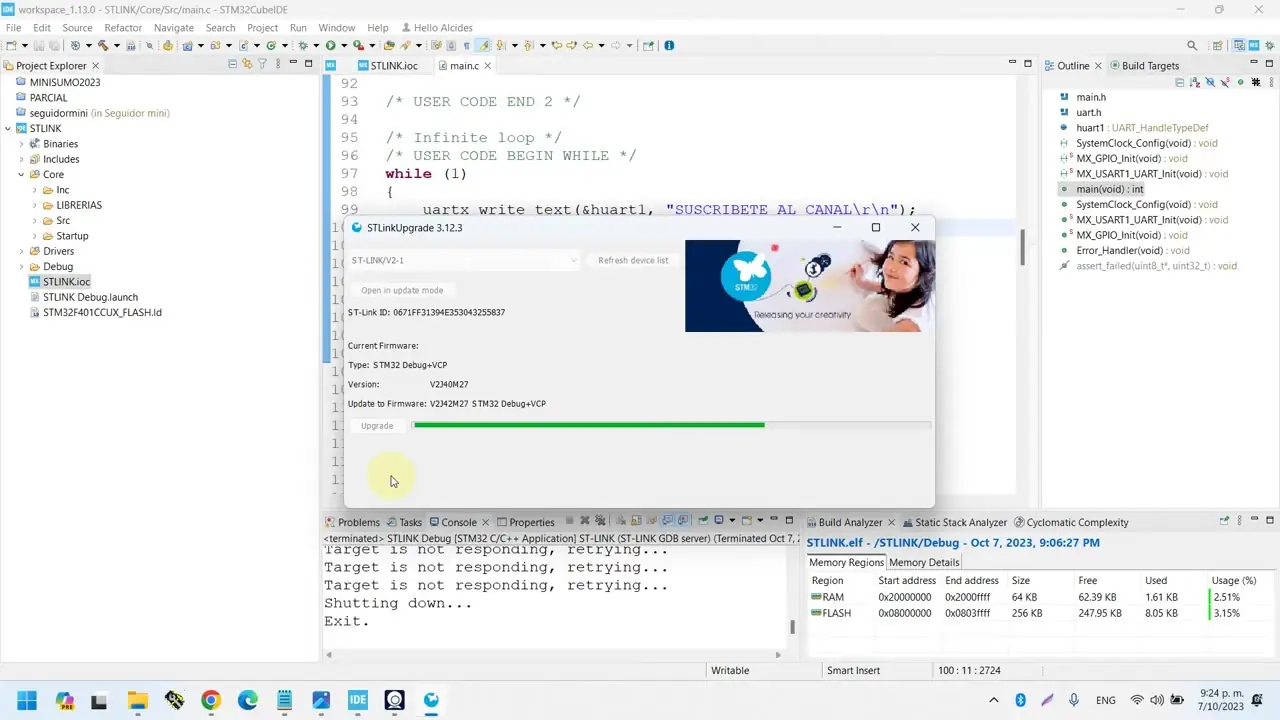 workspace_1.13.0 - STLINK/Core/Src/main.c - STM32CubeIDE
File Edit Source Refactor Navigate Search Project Run Window Help Hello Alcides
Project Explorer
STLINK.ioc
main.c
Outline
Build Targets
MINISUMO2023
PARCIAL
seguidormini (in Seguidor mini)
STLINK
Binaries
Includes
Core
Inc
LIBRERIAS
Src
Startup
Drivers
Debug
STLINK.ioc
STLINK Debug.launch
STM32F401CCUX_FLASH.ld
92
93 /* USER CODE END 2 */
94
95 /* Infinite loop */
96 /* USER CODE BEGIN WHILE */
97 while (1)
98 {
99 uartx_write_text(&huart1, "SUSCRIBETE AL CANAL\r\n");
main.h
uart.h
huart1 : UART_HandleTypeDef
SystemClock_Config(void) : void
MX_GPIO_Init(void) : void
MX_USART1_UART_Init(void) : void
main(void) : int
SystemClock_Config(void) : void
MX_USART1_UART_Init(void) : void
MX_GPIO_Init(void) : void
Error_Handler(void) : void
assert_failed(uint8_t*, uint32_t) : void
STLinkUpgrade 3.12.3
ST-LINK/V2-1
Refresh device list
Open in update mode
ST-Link ID: 0671FF31394E353043255837
Current Firmware:
Type: STM32 Debug+VCP
Version: V2J40M27
Update to Firmware: V2J42M27 STM32 Debug+VCP
Upgrade
STM32
Releasing your creativity
Problems
Tasks
Console
Properties
<terminated> STLINK Debug [STM32 C/C++ Application] ST-LINK (ST-LINK GDB server) (Terminated Oct 7,
Target is not responding, retrying...
Target is not responding, retrying...
Target is not responding, retrying...
Shutting down...
Exit.
Build Analyzer
Static Stack Analyzer
Cyclomatic Complexity
STLINK.elf - /STLINK/Debug - Oct 7, 2023, 9:06:27 PM
Memory Regions
Memory Details
Region Start address End address Size Free Used Usage (%)
RAM 0x20000000 0x2000ffff 64 KB 62.39 KB 1.61 KB 2.51%
FLASH 0x08000000 0x0803ffff 256 KB 247.95 KB 8.05 KB 3.15%
Writable
Smart Insert
100 : 11 : 2724
IDE
ENG
9:24 p. m.
7/10/2023